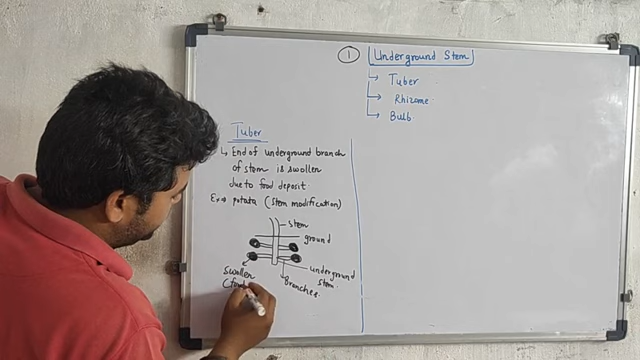 1 Underground Stem
Tuber
Rhizome
Bulb
Tuber
End of underground branch
of stem is swollen
due to food deposit.
Ex → potato (stem modification)
stem
ground
underground
stem.
branches.
swollen
(food